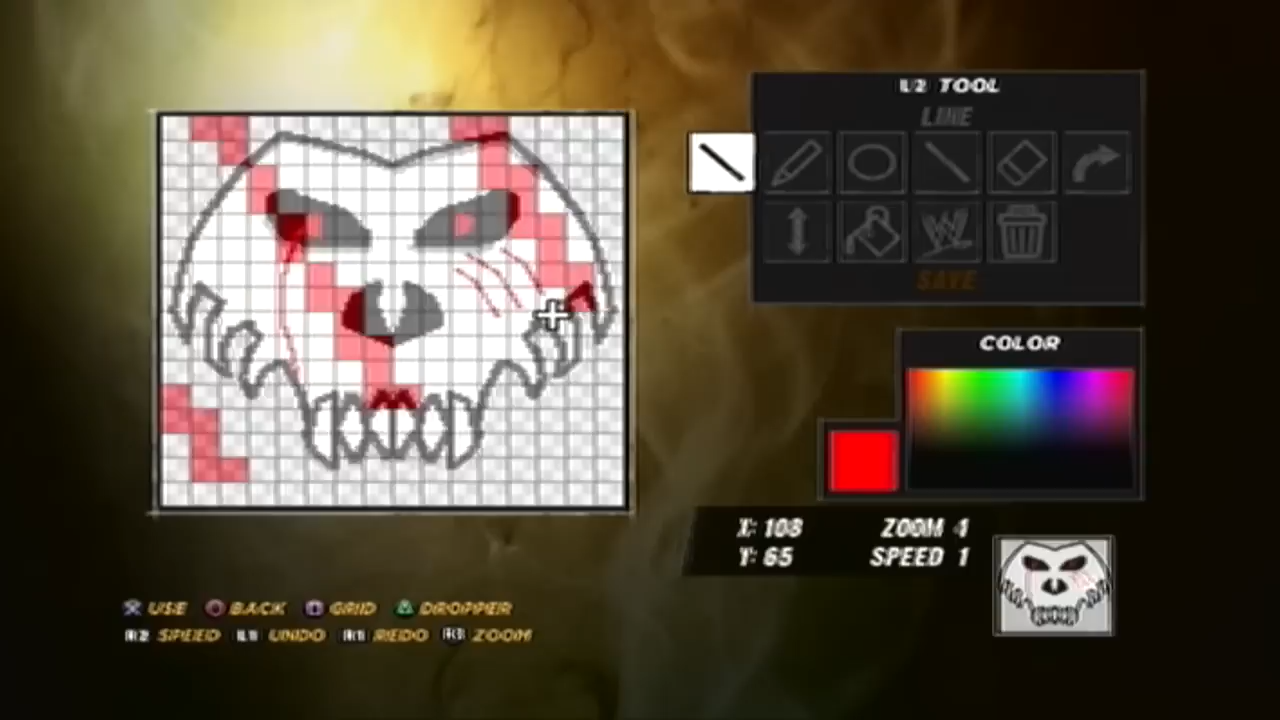 L2 TOOL
LINE
SAVE
COLOR
X: 108 ZOOM 4
Y: 65 SPEED 1
USE BACK GRID DROPPER
R2 SPEED L1 UNDO R1 REDO R3 ZOOM